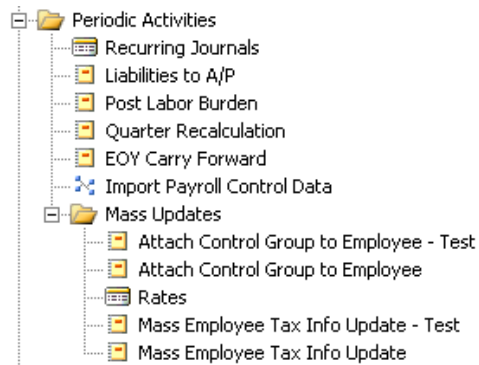 Periodic Activities
Recurring Journals
Liabilities to A/P
Post Labor Burden
Quarter Recalculation
EOY Carry Forward
Import Payroll Control Data
Mass Updates
Attach Control Group to Employee - Test
Attach Control Group to Employee
Rates
Mass Employee Tax Info Update - Test
Mass Employee Tax Info Update